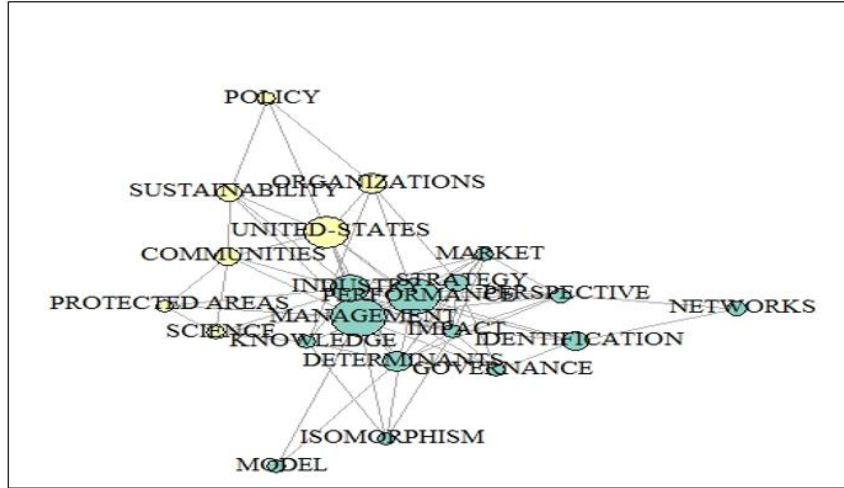 POLICY
ORGANIZATIONS
SUSTAINABILITY
UNITED-STATES
COMMUNITIES
MARKET
INDUSTRY
STRATEGY
PERFORMANCE
PERSPECTIVE
PROTECTED AREAS
NETWORKS
MANAGEMENT
SCIENCE
IMPACT
KNOWLEDGE
IDENTIFICATION
DETERMINANTS
GOVERNANCE
ISOMORPHISM
MODEL